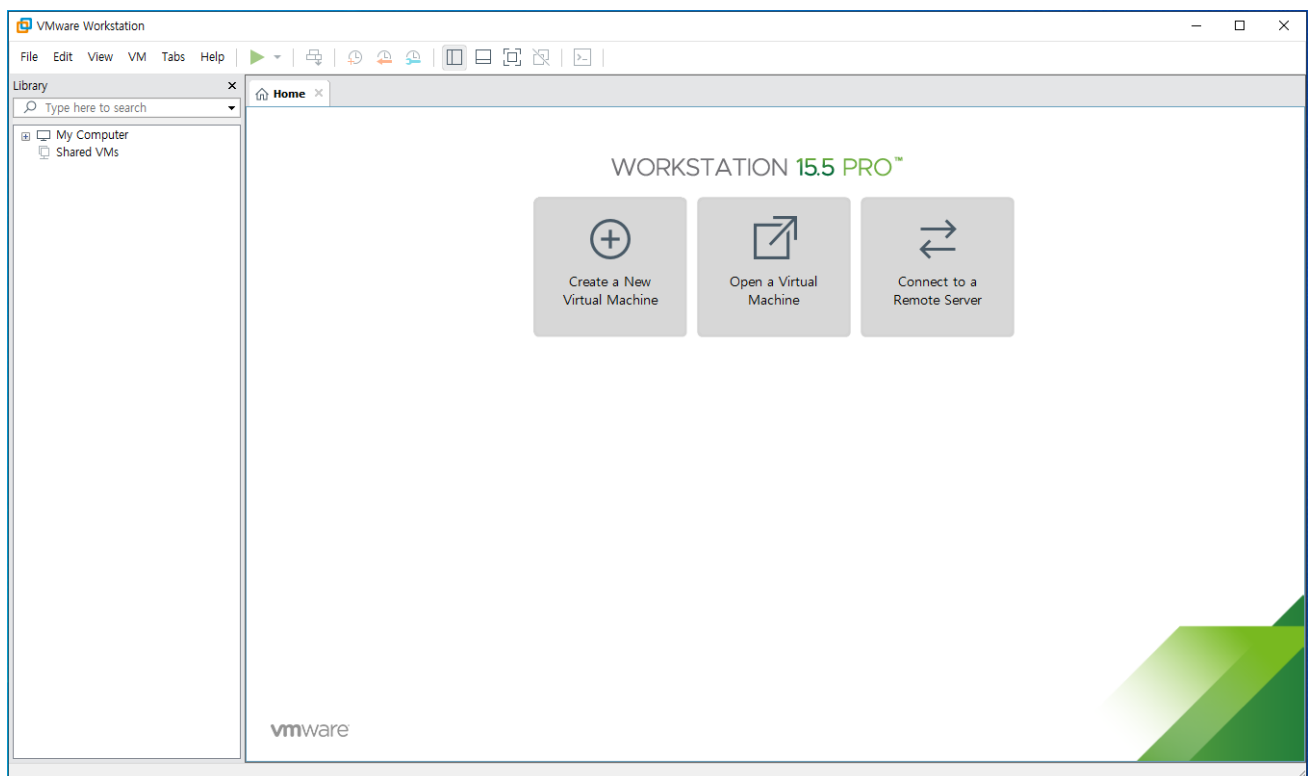 VMware Workstation
File Edit View VM Tabs Help
Library
Home
Type here to search
My Computer
Shared VMs
WORKSTATION 15.5 PRO™
Create a New
Virtual Machine
Open a Virtual
Machine
Connect to a
Remote Server
vmware